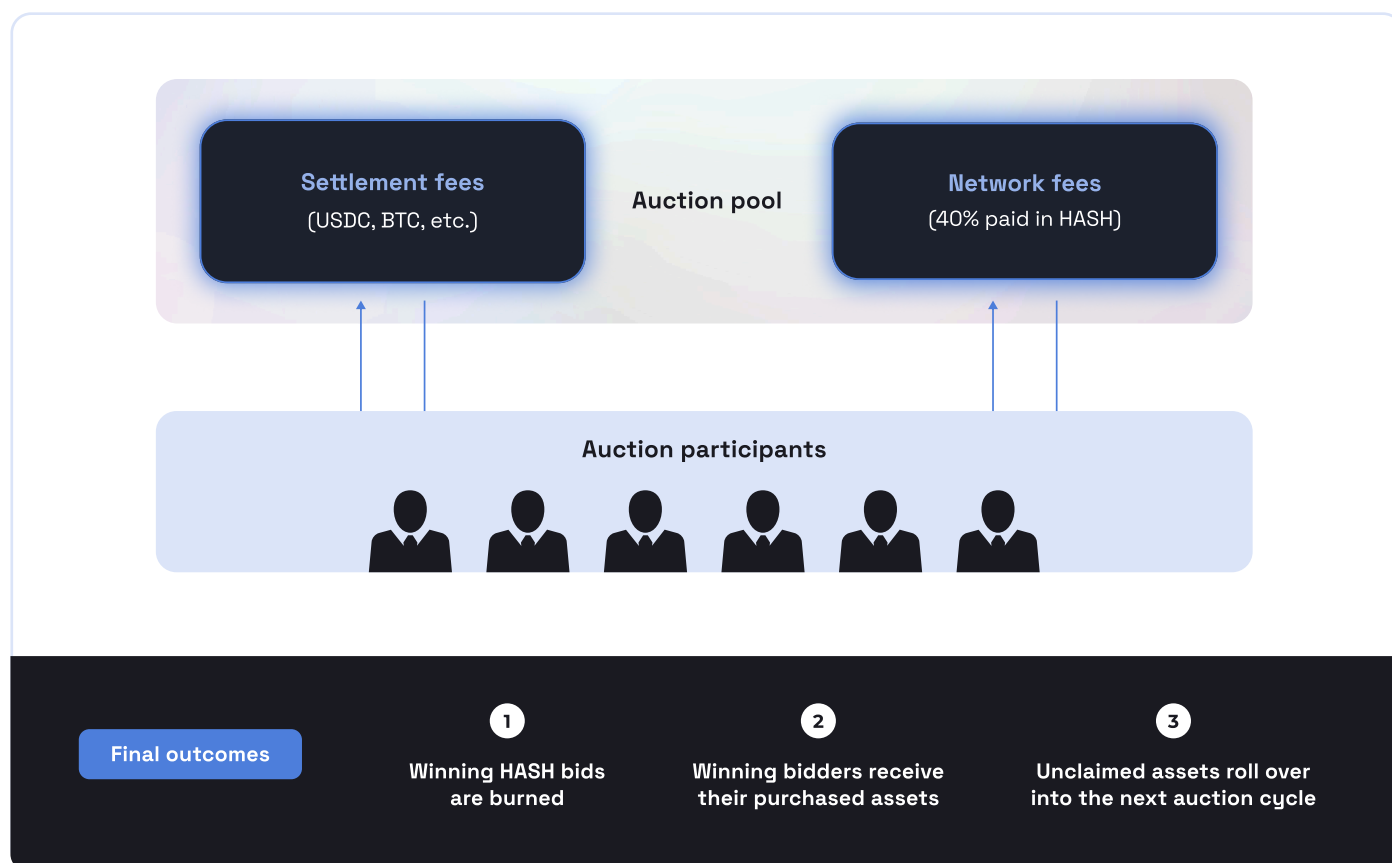 Settlement fees
(USDC, BTC, etc.)
Auction pool
Network fees
(40% paid in HASH)
Auction participants
Final outcomes
1
Winning HASH bids
are burned
2
Winning bidders receive
their purchased assets
3
Unclaimed assets roll over
into the next auction cycle